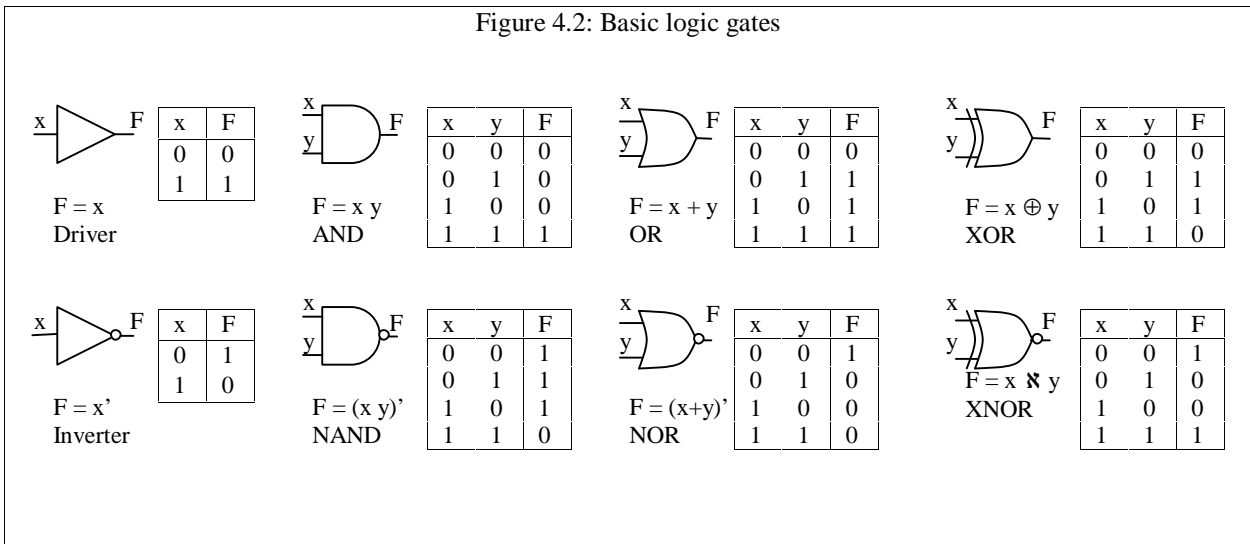 Figure 4.2: Basic logic gates
x F
x F
0 0
1 1
F = x
Driver
x
y F
x y F
0 0 0
0 1 0
1 0 0
1 1 1
F = x y
AND
x
y F
x y F
0 0 0
0 1 1
1 0 1
1 1 1
F = x + y
OR
x
y F
x y F
0 0 0
0 1 1
1 0 1
1 1 0
F = x ⊕ y
XOR
x F
x F
0 1
1 0
F = x’
Inverter
x
y F
x y F
0 0 1
0 1 1
1 0 1
1 1 0
F = (x y)’
NAND
x
y F
x y F
0 0 1
0 1 0
1 0 0
1 1 0
F = (x+y)’
NOR
x
y F
x y F
0 0 1
0 1 0
1 0 0
1 1 1
F = x ℵ y
XNOR